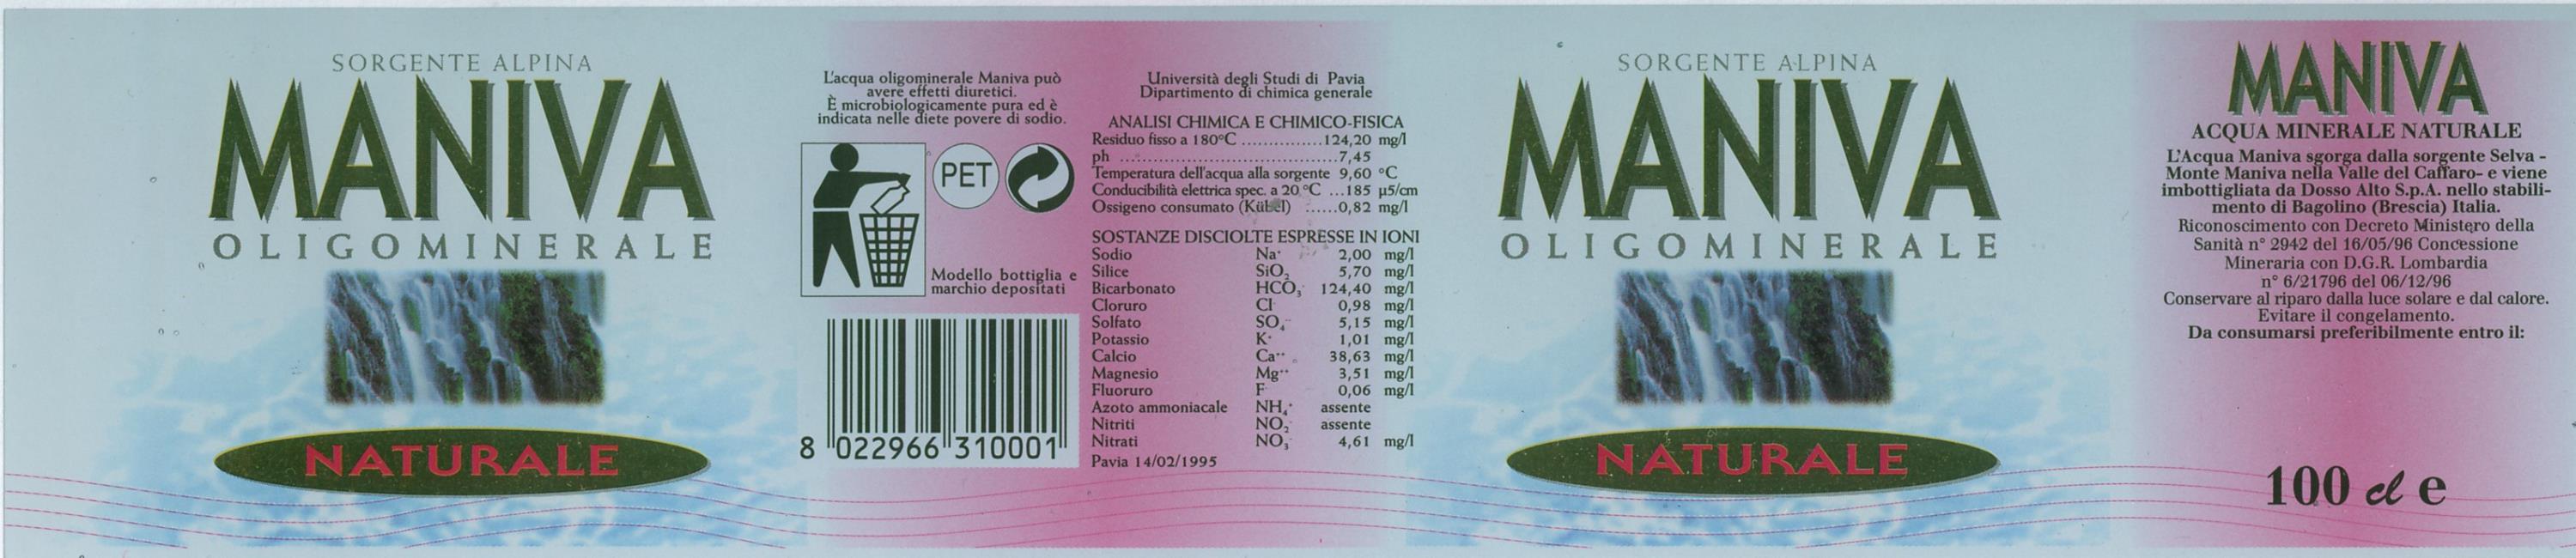 SORGENTE ALPINA
MANIVA
OLIGOMINERALE
NATURALE
L'acqua oligominerale Maniva può
avere effetti diuretici.
È microbiologicamente pura ed è
indicata nelle diete povere di sodio.
PET
Modello bottiglia e
marchio depositati
8 022966 310001
Università degli Studi di Pavia
Dipartimento di chimica generale
ANALISI CHIMICA E CHIMICO-FISICA
Residuo fisso a 180°C ..............124,20 mg/l
ph ......................................7,45
Temperatura dell'acqua alla sorgente 9,60 °C
Conducibilità elettrica spec. a 20 °C ...185 µ5/cm
Ossigeno consumato (Kübel) ......0,82 mg/l
SOSTANZE DISCIOLTE ESPRESSE IN IONI
Sodio Na⁺ 2,00 mg/l
Silice SiO₂ 5,70 mg/l
Bicarbonato HCO₃⁻ 124,40 mg/l
Cloruro Cl⁻ 0,98 mg/l
Solfato SO₄⁻⁻ 5,15 mg/l
Potassio K⁺ 1,01 mg/l
Calcio Ca⁺⁺ 38,63 mg/l
Magnesio Mg⁺⁺ 3,51 mg/l
Fluoruro F⁻ 0,06 mg/l
Azoto ammoniacale NH₄⁺ assente
Nitriti NO₂⁻ assente
Nitrati NO₃⁻ 4,61 mg/l
Pavia 14/02/1995
SORGENTE ALPINA
MANIVA
OLIGOMINERALE
NATURALE
MANIVA
ACQUA MINERALE NATURALE
L'Acqua Maniva sgorga dalla sorgente Selva -
Monte Maniva nella Valle del Caffaro- e viene
imbottigliata da Dosso Alto S.p.A. nello stabili-
mento di Bagolino (Brescia) Italia.
Riconoscimento con Decreto Ministero della
Sanità n° 2942 del 16/05/96 Concessione
Mineraria con D.G.R. Lombardia
n° 6/21796 del 06/12/96
Conservare al riparo dalla luce solare e dal calore.
Evitare il congelamento.
Da consumarsi preferibilmente entro il:
100 cl e